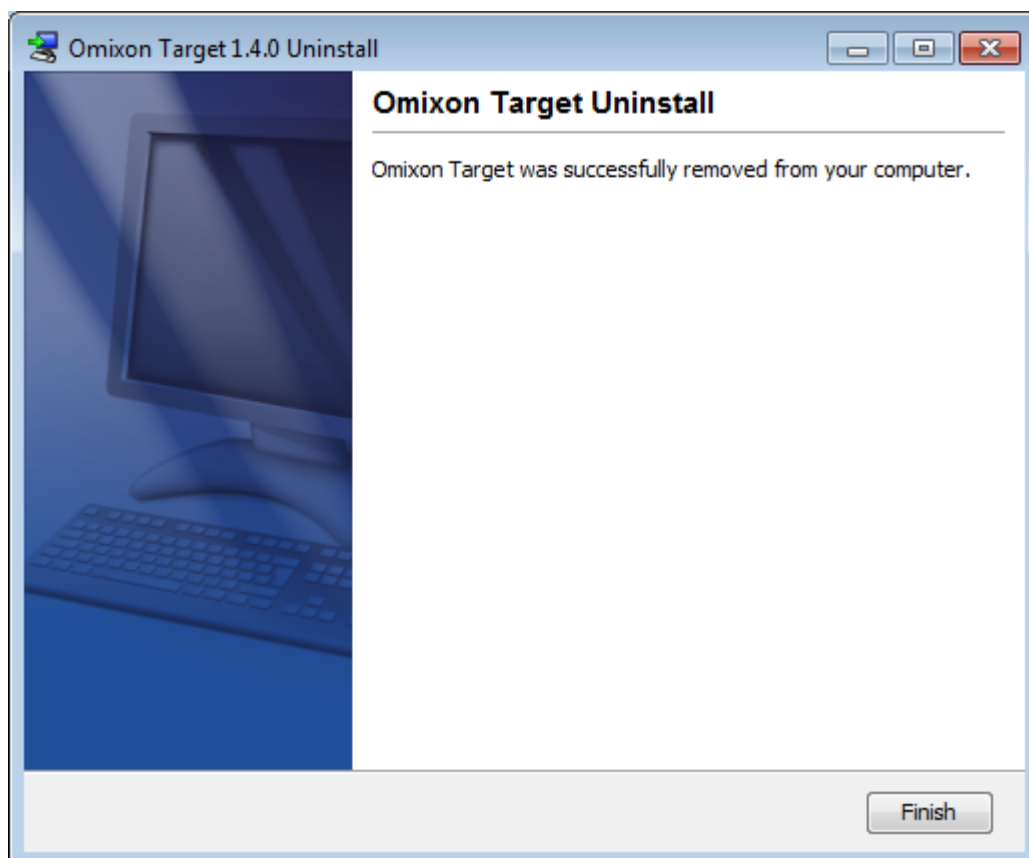 Omixon Target 1.4.0 Uninstall
Omixon Target Uninstall
Omixon Target was successfully removed from your computer.
Finish